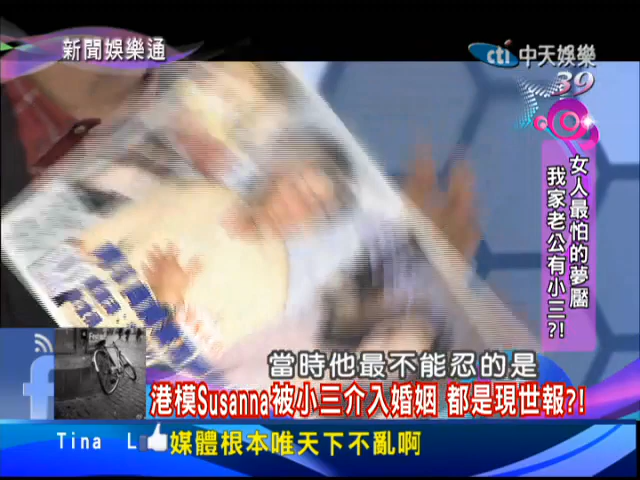 新聞娛樂通
cti 中天娛樂
39
女人最怕的夢魘
我家老公有小三?!
當時他最不能忍的是
港模Susanna被小三介入婚姻 都是現世報?!
f
Tina L 媒體根本唯天下不亂啊